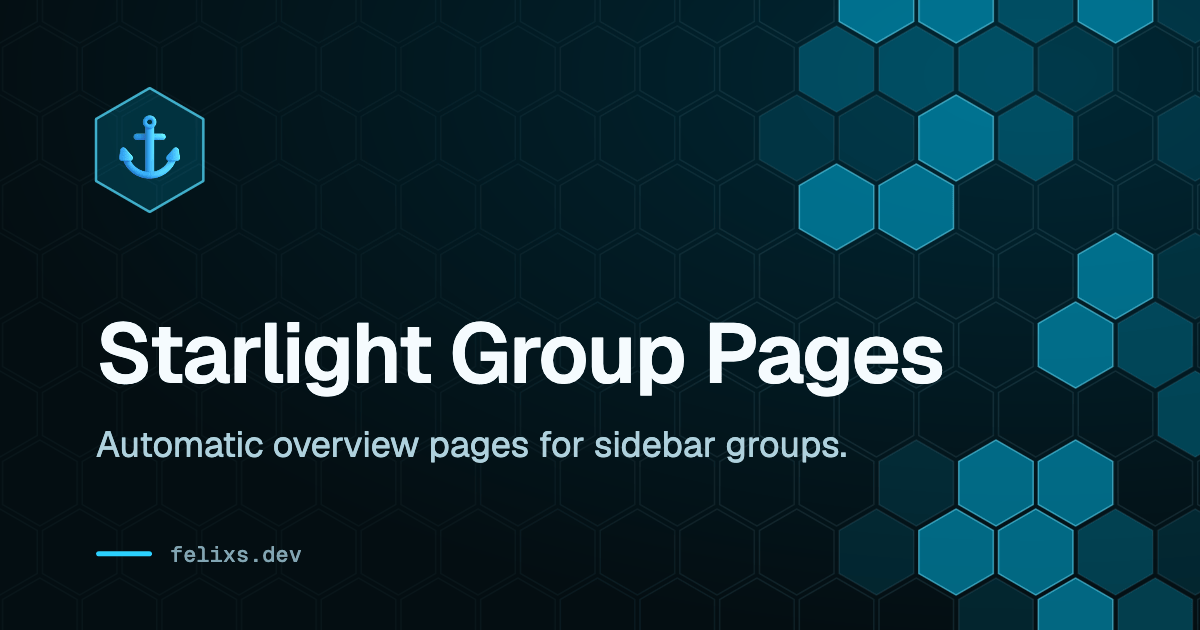 Starlight Group Pages
Automatic overview pages for sidebar groups.
felixs.dev